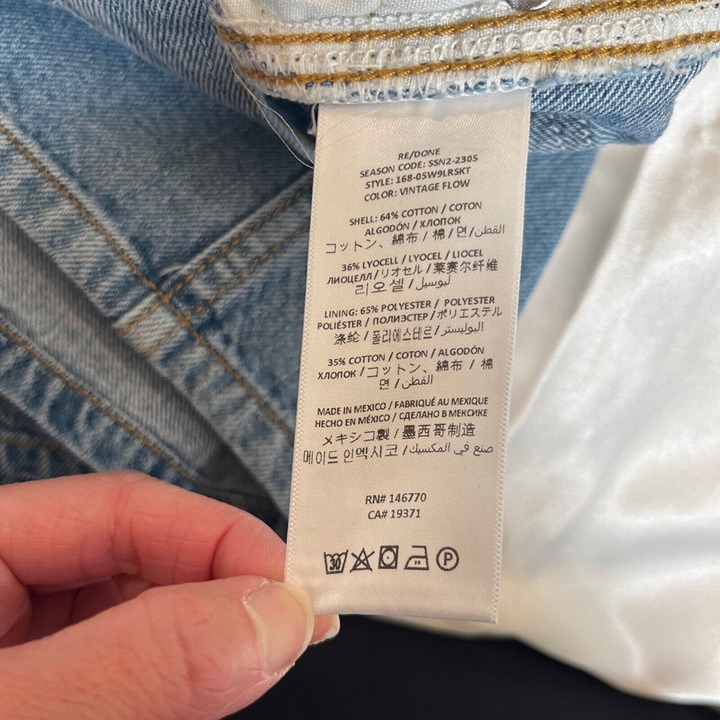 RE/DONE
SEASON CODE: SSN2-230S
STYLE: 168-05W9LRSKT
COLOR: VINTAGE FLOW
SHELL: 64% COTTON / COTON
ALGODÓN / ХЛОПОК
コットン、綿布 / 棉 / 면 /القطن
36% LYOCELL / LYOCEL / LIOCEL
ЛИОЦЕЛЛ / リオセル / 莱赛尔纤维
리오셀 / ليوسيل
LINING: 65% POLYESTER / POLYESTER
POLIÉSTER / ПОЛИЭСТЕР / ポリエステル
涤纶 / 폴리에스테르 / البوليستر
35% COTTON / COTON / ALGODÓN
ХЛОПОК / コットン、綿布 / 棉
면 / القطن
MADE IN MEXICO / FABRIQUÉ AU MEXIQUE
HECHO EN MÉXICO / СДЕЛАНО В МЕКСИКЕ
メキシコ製 / 墨西哥制造
메이드 인 멕시코 / صنع في المكسيك
RN# 146770
CA# 19371
30 P